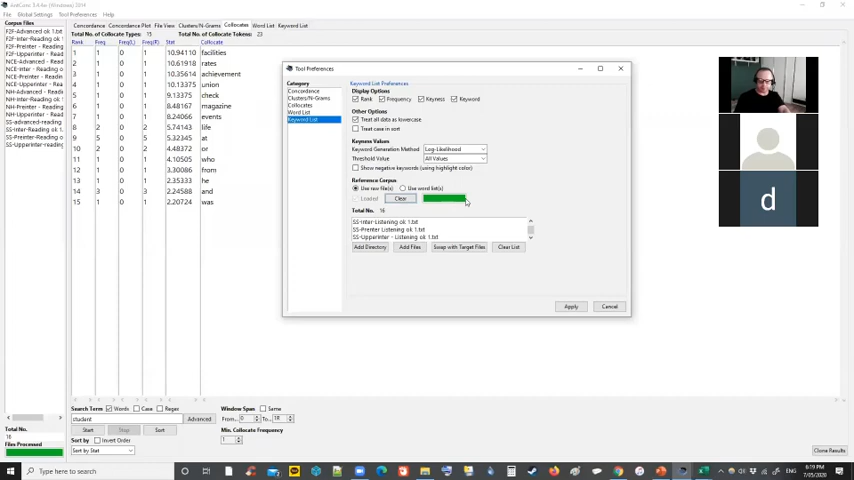 AntConc 3.4.4w (Windows) 2014
File Global Settings Tool Preferences Help
Corpus Files
F2F-Advanced ok 1.txt
F2F-Inter-Reading ok
F2F-Preinter - Readi
F2F-Upperinter - Read
NCE-Advanced - Readi
NCE-Inter - Reading ok
NCE-Preinter - Readi
NCE-Upperinter - Rea
NH-Advanced - Readi
NH-Inter-Reading ok 1
NH-Preinter - Reading
NH-Upperinter - Readi
SS-advanced-reading
SS-Inter-Reading ok 1.
SS-Preinter-Reading ok
SS-Upperinter-reading
Total No.
16
Files Processed
Concordance Concordance Plot File View Clusters/N-Grams Collocates Word List Keyword List
Total No. of Collocate Types: 15 Total No. of Collocate Tokens: 23
Rank Freq Freq(L) Freq(R) Stat Collocate
1 1 0 1 10.94110 facilities
2 1 0 1 10.61918 rates
3 1 0 1 10.35614 achievement
4 1 0 1 10.13375 union
5 1 0 1 9.13375 check
6 1 0 1 8.48167 magazine
7 1 0 1 8.24066 events
8 2 0 2 5.74143 life
9 5 0 5 5.32345 at
10 2 0 2 4.48372 or
11 1 0 1 4.10505 who
12 1 0 1 3.30086 from
13 1 0 1 2.35333 he
14 3 0 3 2.24588 and
15 1 0 1 2.20724 was
Search Term Words Case Regex
student Advanced
Start Stop Sort
Sort by Invert Order
Sort by Stat
Window Span Same
From... 0 To... 18
Min. Collocate Frequency
1
Clone Results
Tool Preferences
Category
Concordance
Clusters/N-Grams
Collocates
Word List
Keyword List
Keyword List Preferences
Display Options
Rank Frequency Keyness Keyword
Other Options
Treat all data as lowercase
Treat case in sort
Keyness Values
Keyword Generation Method Log-Likelihood
Threshold Value All Values
Show negative keywords (using highlight color)
Reference Corpus
Use raw file(s) Use word list(s)
Loaded Clear
Total No. 16
SS-Inter-Listening ok 1.txt
SS-Preinter Listening ok 1.txt
SS-Upperinter - Listening ok 1.txt
Add Directory Add Files Swap with Target Files Clear List
Apply Cancel
d
Type here to search
ENG
6:19 PM
7/05/2020